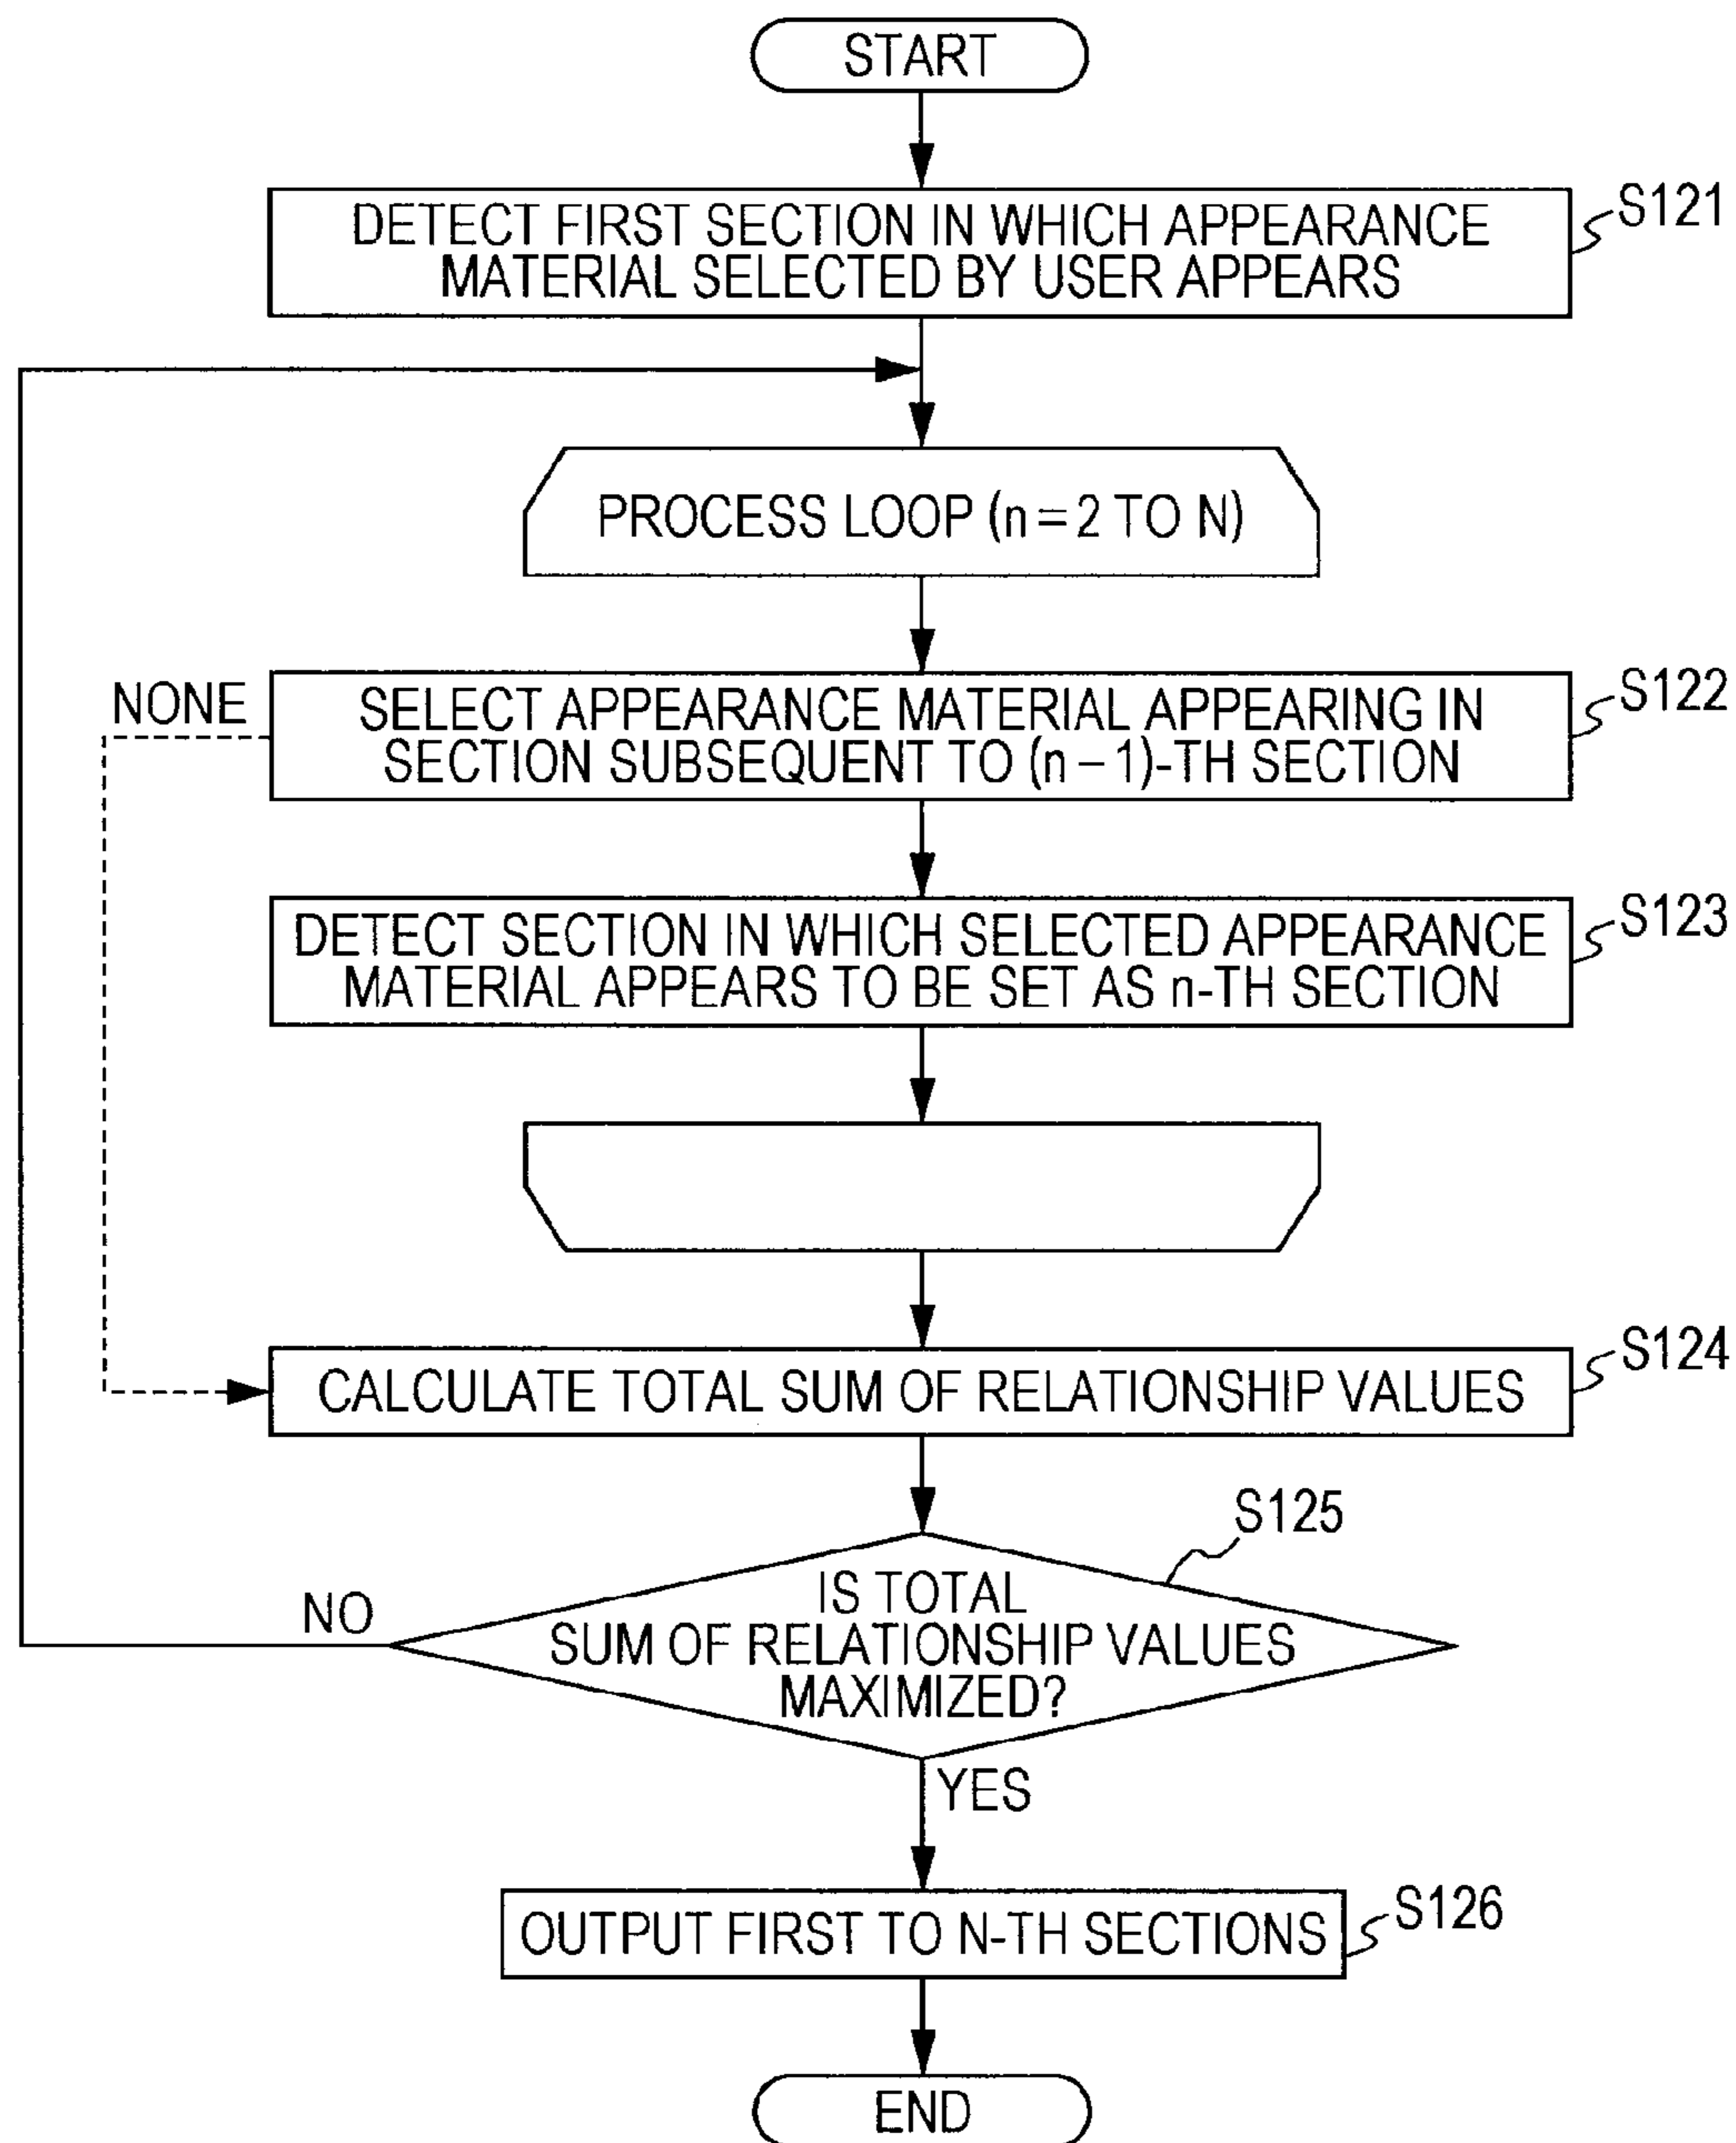 START
DETECT FIRST SECTION IN WHICH APPEARANCE
MATERIAL SELECTED BY USER APPEARS
S121
PROCESS LOOP (n = 2 TO N)
NONE
SELECT APPEARANCE MATERIAL APPEARING IN
SECTION SUBSEQUENT TO (n – 1)-TH SECTION
S122
DETECT SECTION IN WHICH SELECTED APPEARANCE
MATERIAL APPEARS TO BE SET AS n-TH SECTION
S123
CALCULATE TOTAL SUM OF RELATIONSHIP VALUES
S124
S125
IS TOTAL
SUM OF RELATIONSHIP VALUES
MAXIMIZED?
NO
YES
OUTPUT FIRST TO N-TH SECTIONS
S126
END